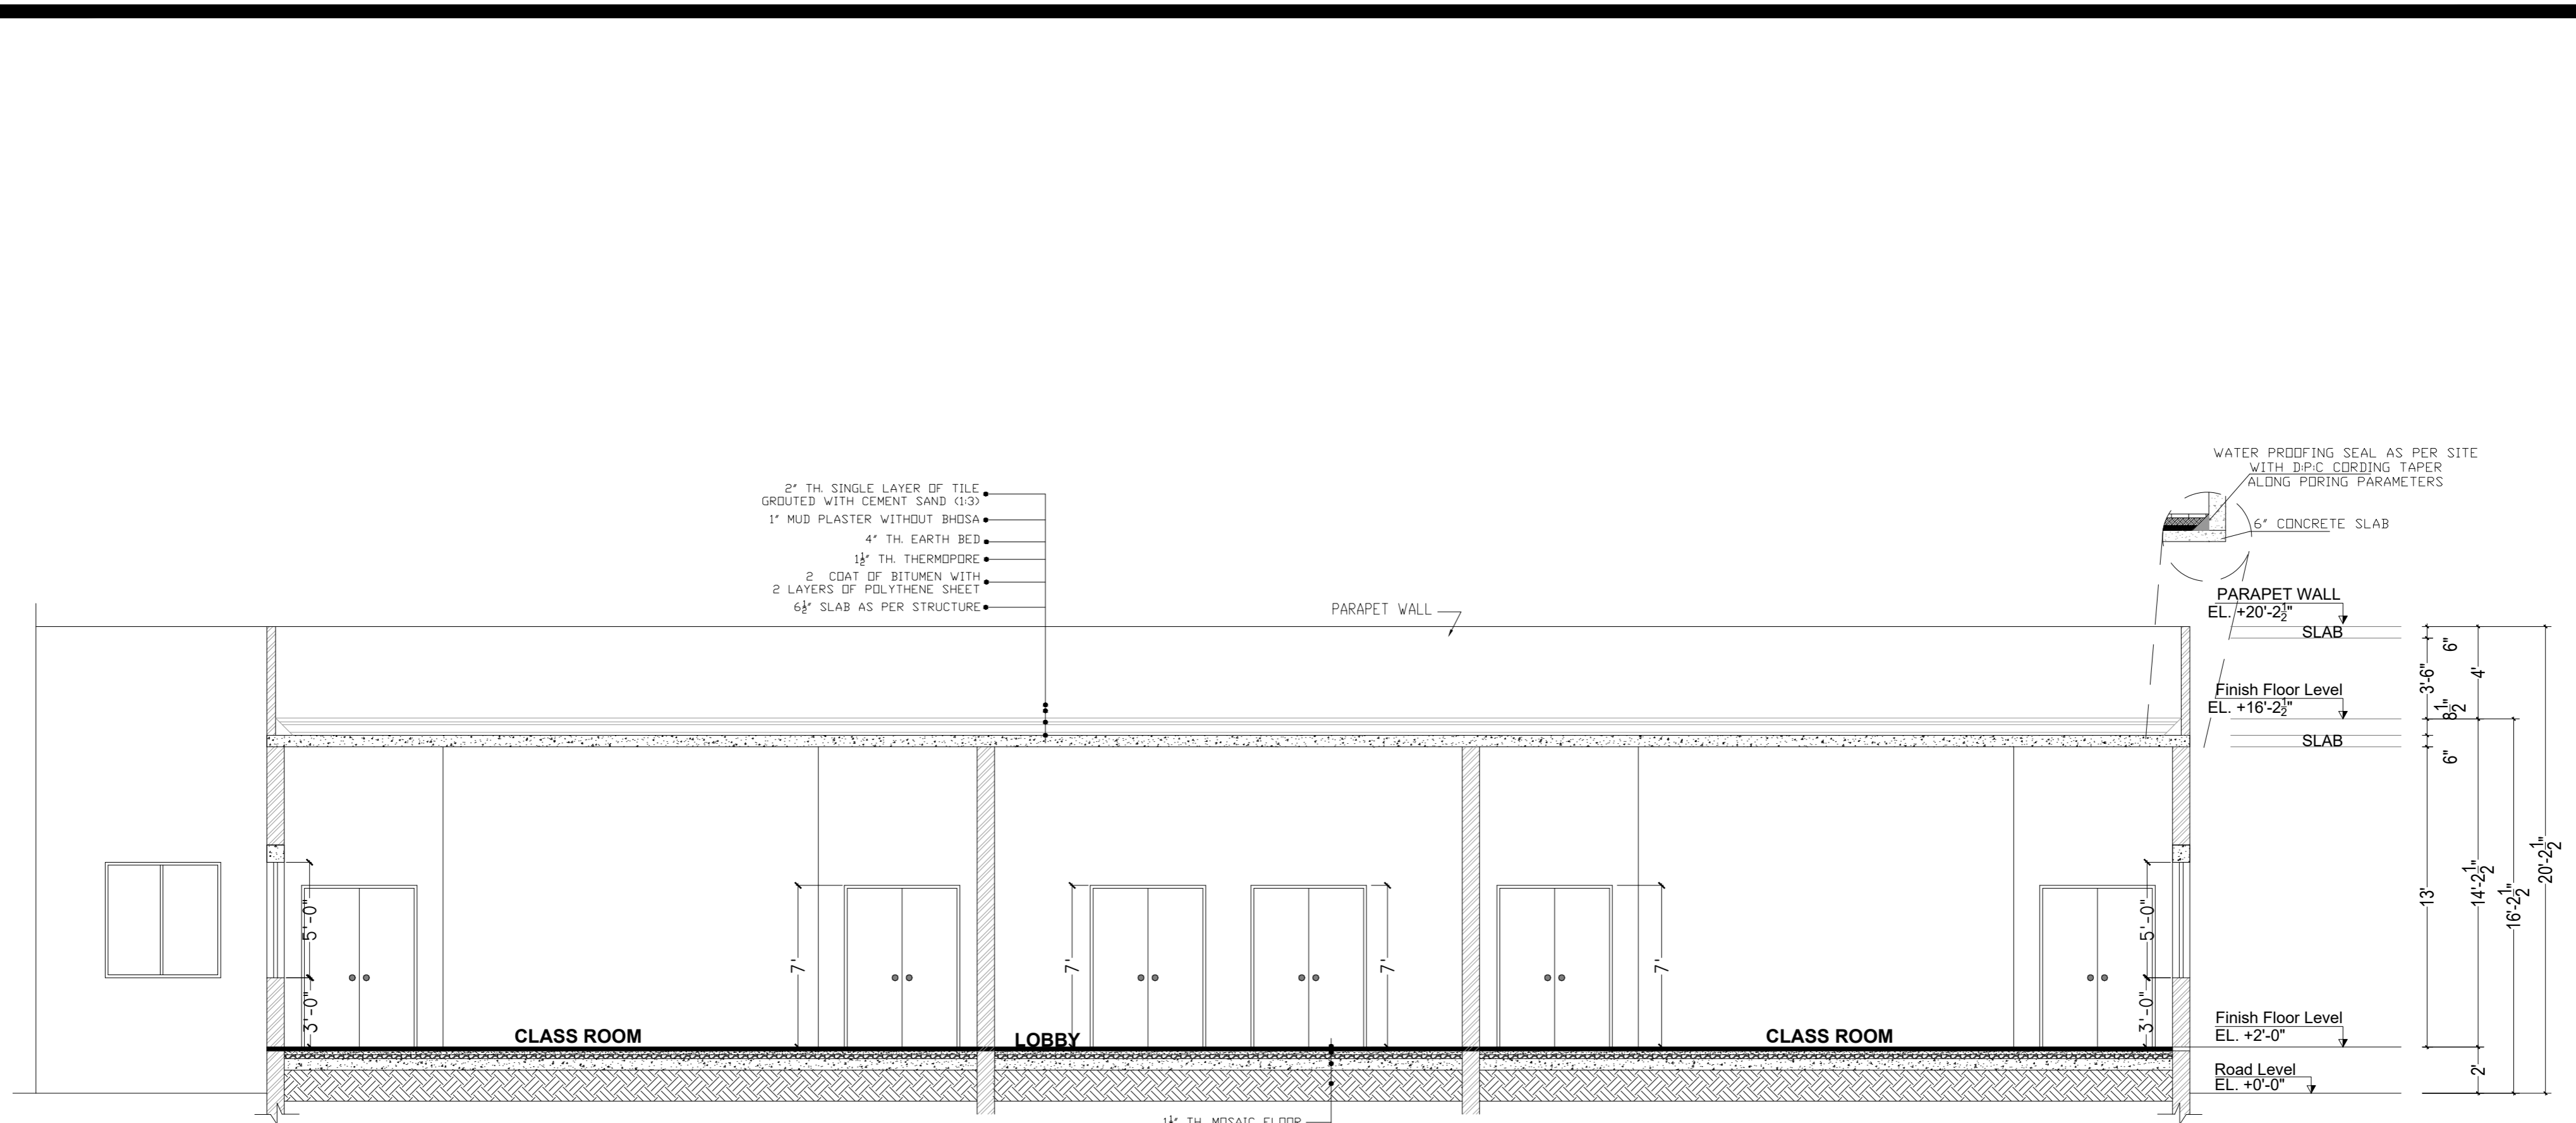 WATER PROOFING SEAL AS PER SITE
WITH D:P:C CORDING TAPER
ALONG PORING PARAMETERS
6" CONCRETE SLAB
2" TH. SINGLE LAYER OF TILE
GROUTED WITH CEMENT SAND (1:3)
1" MUD PLASTER WITHOUT BHOSA
4" TH. EARTH BED
1½" TH. THERMOPORE
2 COAT OF BITUMEN WITH
2 LAYERS OF POLYTHENE SHEET
6½" SLAB AS PER STRUCTURE
PARAPET WALL
PARAPET WALL
EL. +20'-2½"
SLAB
Finish Floor Level
EL. +16'-2½"
SLAB
6"
3'-6"
4'
8½"
6"
13'
14'-2½"
16'-2½"
20'-2½"
2'
5'-0"
3'-0"
7'
7'
7'
7'
5'-0"
3'-0"
CLASS ROOM
LOBBY
CLASS ROOM
Finish Floor Level
EL. +2'-0"
Road Level
EL. +0'-0"
TH. MOSAIC FLOOR